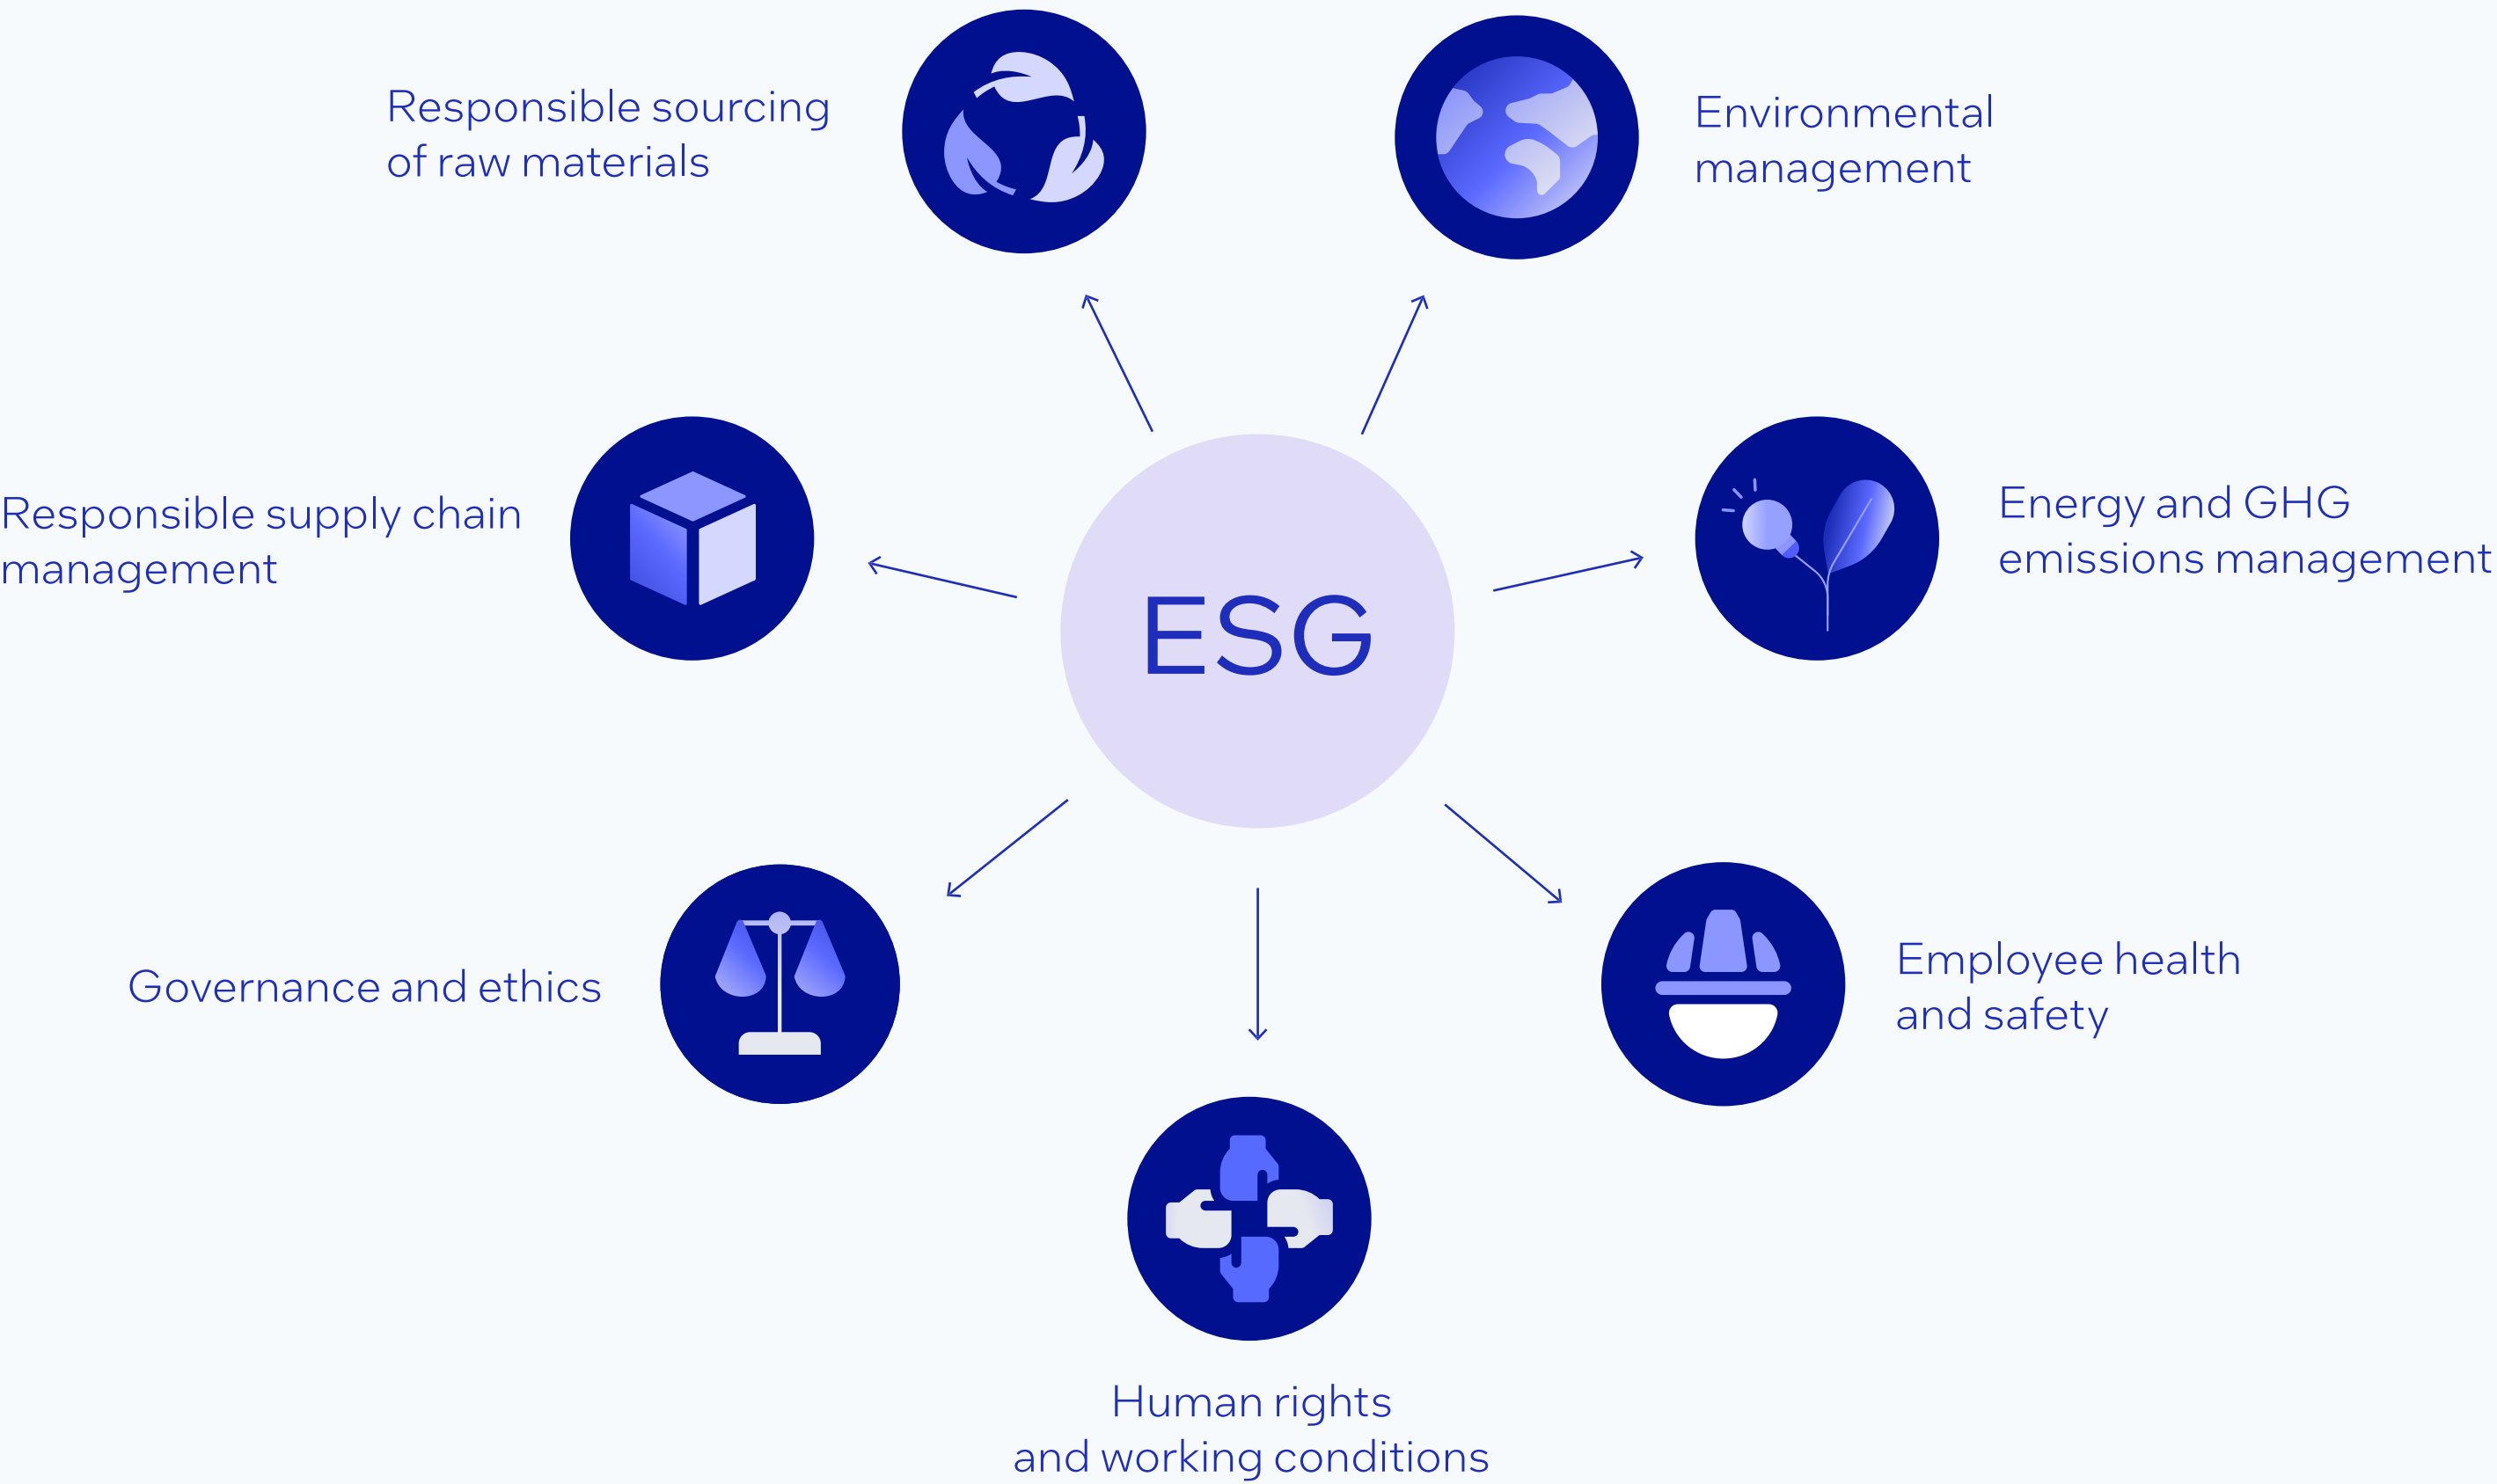 Responsible sourcing
of raw materials
Environmental
management
Responsible supply chain
management
Energy and GHG
emissions management
ESG
Governance and ethics
Employee health
and safety
Human rights
and working conditions